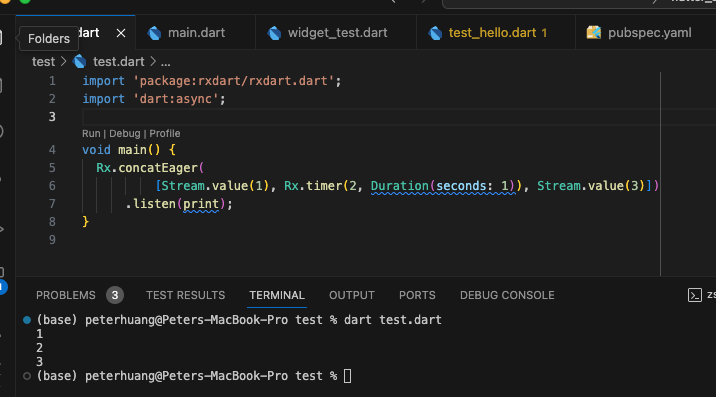 Folders
dart
main.dart
widget_test.dart
test_hello.dart 1
pubspec.yaml
test > test.dart > ...
1 import 'package:rxdart/rxdart.dart';
2 import 'dart:async';
3
Run | Debug | Profile
4 void main() {
5 Rx.concatEager(
6 [Stream.value(1), Rx.timer(2, Duration(seconds: 1)), Stream.value(3)])
7 .listen(print);
8 }
9
PROBLEMS 3 TEST RESULTS TERMINAL OUTPUT PORTS DEBUG CONSOLE
(base) peterhuang@Peters-MacBook-Pro test % dart test.dart
1
2
3
(base) peterhuang@Peters-MacBook-Pro test %